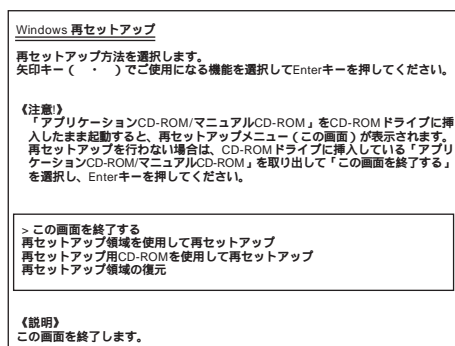 Windows 再セットアップ
再セットアップ方法を選択します。
矢印キー（　・　）でご使用になる機能を選択してEnterキーを押してください。
《注意!》
「アプリケーションCD-ROM/マニュアルCD-ROM」をCD-ROMドライブに挿
入したまま起動すると、再セットアップメニュー（この画面）が表示されます。
再セットアップを行わない場合は、CD-ROMドライブに挿入している「アプリ
ケーションCD-ROM/マニュアルCD-ROM」を取り出して「この画面を終了する」
を選択し、Enterキーを押してください。
> この画面を終了する
再セットアップ領域を使用して再セットアップ
再セットアップ用CD-ROMを使用して再セットアップ
再セットアップ領域の復元
《説明》
この画面を終了します。